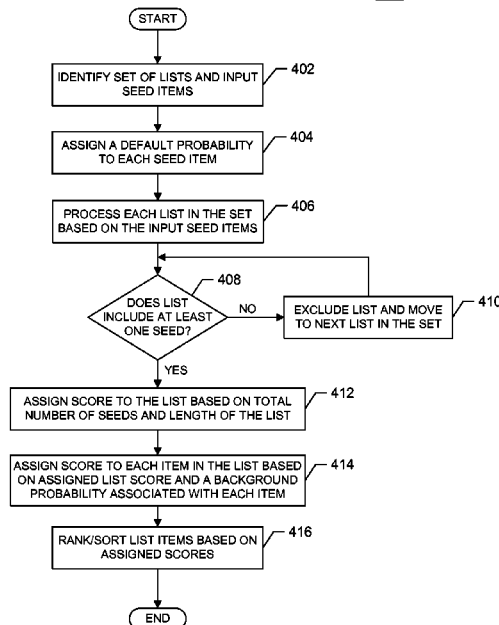 START
IDENTIFY SET OF LISTS AND INPUT
SEED ITEMS
402
ASSIGN A DEFAULT PROBABILITY
TO EACH SEED ITEM
404
PROCESS EACH LIST IN THE SET
BASED ON THE INPUT SEED ITEMS
406
DOES LIST
INCLUDE AT LEAST
ONE SEED?
408
NO
EXCLUDE LIST AND MOVE
TO NEXT LIST IN THE SET
410
YES
ASSIGN SCORE TO THE LIST BASED ON TOTAL
NUMBER OF SEEDS AND LENGTH OF THE LIST
412
ASSIGN SCORE TO EACH ITEM IN THE LIST BASED
ON ASSIGNED LIST SCORE AND A BACKGROUND
PROBABILITY ASSOCIATED WITH EACH ITEM
414
RANK/SORT LIST ITEMS BASED ON
ASSIGNED SCORES
416
END